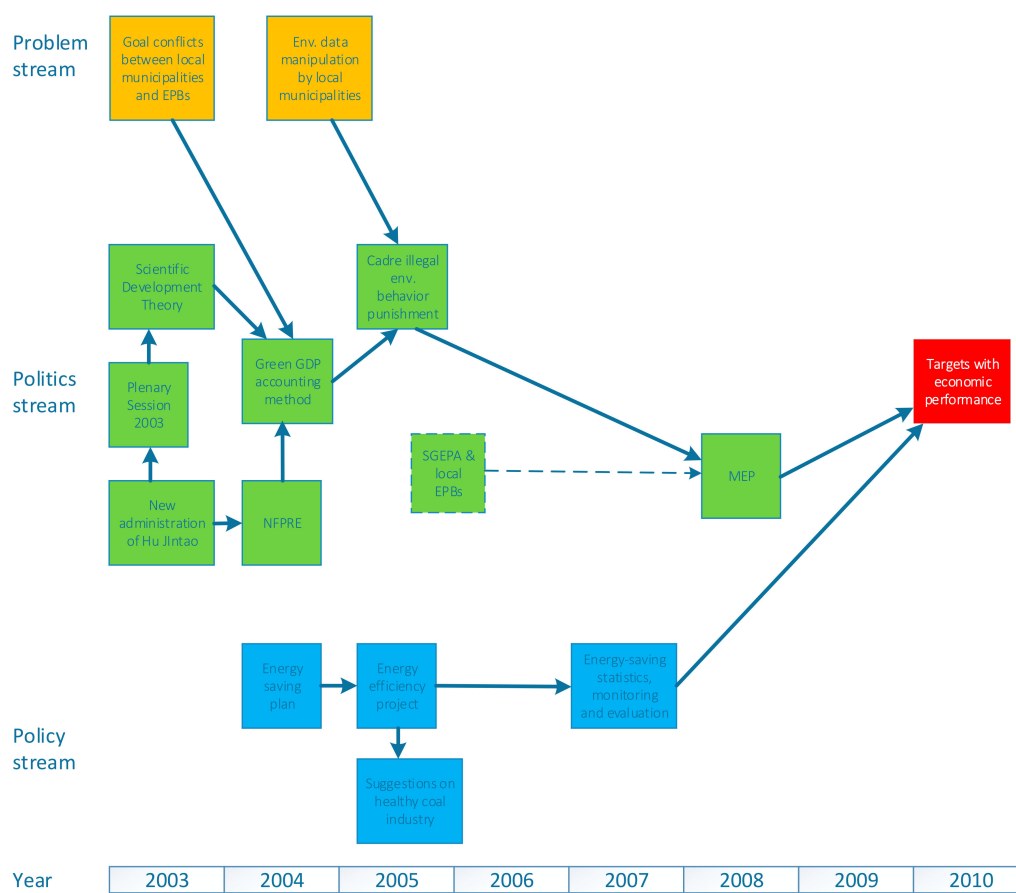 Problem
stream
Goal conflicts
between local
municipalities
and EPBs
Env. data
manipulation
by local
municipalities
Scientific
Development
Theory
Cadre illegal
env.
behavior
punishment
Politics
stream
Plenary
Session
2003
Green GDP
accounting
method
Targets with
economic
performance
New
administration
of Hu JIntao
NFPRE
SGEPA &
local
EPBs
MEP
Policy
stream
Energy
saving
plan
Energy
efficiency
project
Energy-saving
statistics,
monitoring
and evaluation
Suggestions on
healthy coal
industry
Year
2003
2004
2005
2006
2007
2008
2009
2010